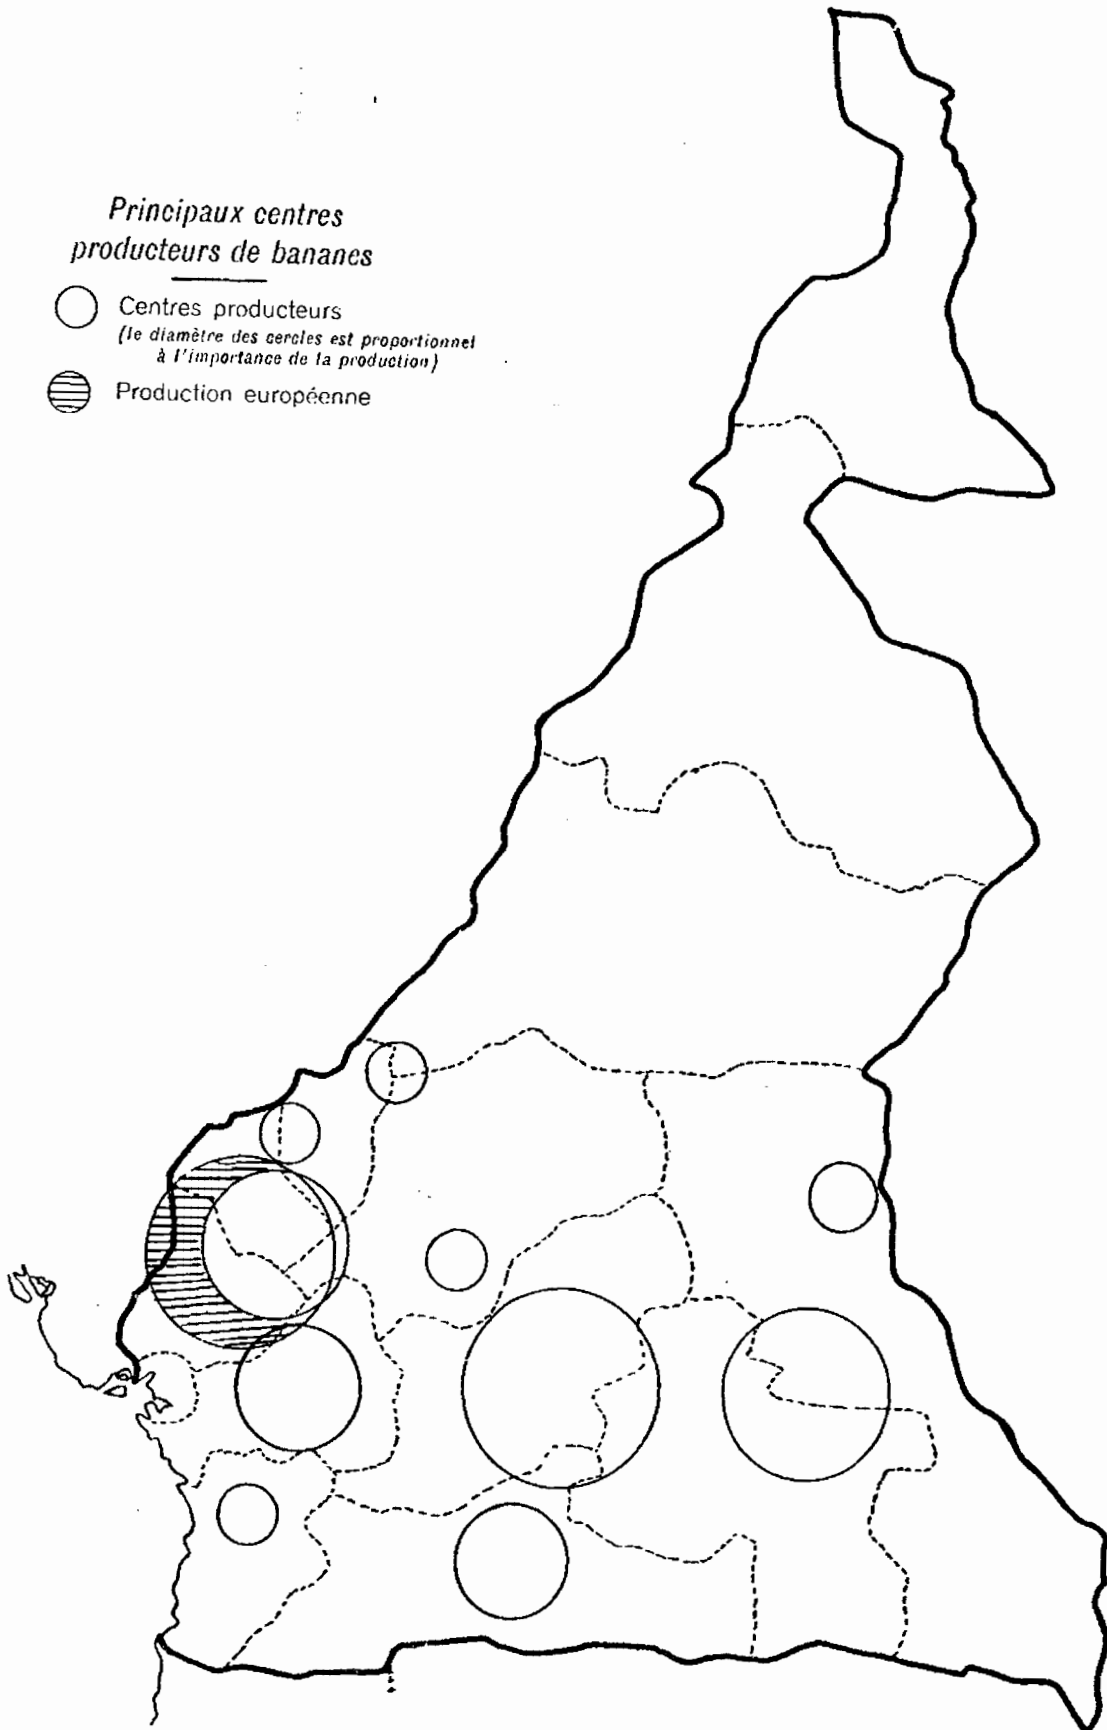 Principaux centres
producteurs de bananes
Centres producteurs
(le diamètre des cercles est proportionnel
à l'importance de la production)
Production européenne